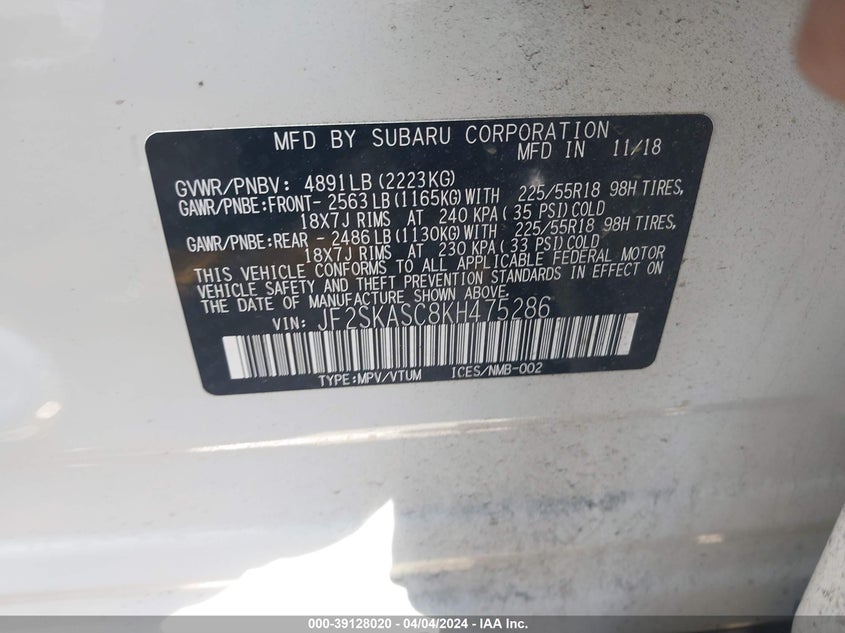 MFD BY SUBARU CORPORATION
MFD IN 11/18
GVWR/PNBV: 4891LB(2223KG)
GAWR/PNBE:FRONT- 2563LB(1165KG)WITH 225/55R18 98H TIRES,
18X7J RIMS AT 240 KPA( 35 PSI)COLD
GAWR/PNBE:REAR - 2486LB(1130KG)WITH 225/55R18 98H TIRES,
18X7J RIMS AT 230 KPA( 33 PSI)COLD
THIS VEHICLE CONFORMS TO ALL APPLICABLE FEDERAL MOTOR
VEHICLE SAFETY AND THEFT PREVENTION STANDARDS IN EFFECT ON
THE DATE OF MANUFACTURE SHOWN ABOVE.
VIN: JF2SKASC8KH475286
TYPE:MPV/VTUM ICES/NMB-002
000-39128020 - 04/04/2024 - IAA Inc.